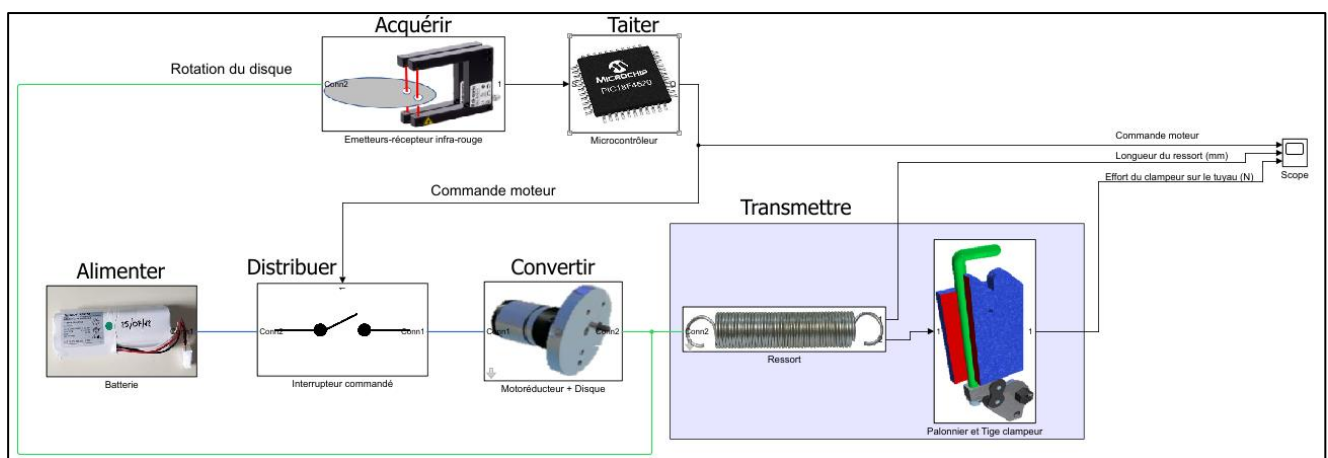 Acquérir
Taiter
Rotation du disque
Conn2
1
MICROCHIP
PIC18F4620
Emetteurs-récepteur infra-rouge
Microcontrôleur
Commande moteur
Longueur du ressort (mm)
Effort du clampeur sur le tuyau (N)
Scope
Commande moteur
Transmettre
Alimenter
Distribuer
Convertir
Conn1
Conn2
Conn1
Conn1
Conn2
Conn2
1
1
Batterie
Interrupteur commandé
Motoréducteur + Disque
Ressort
Palonnier et Tige clampeur